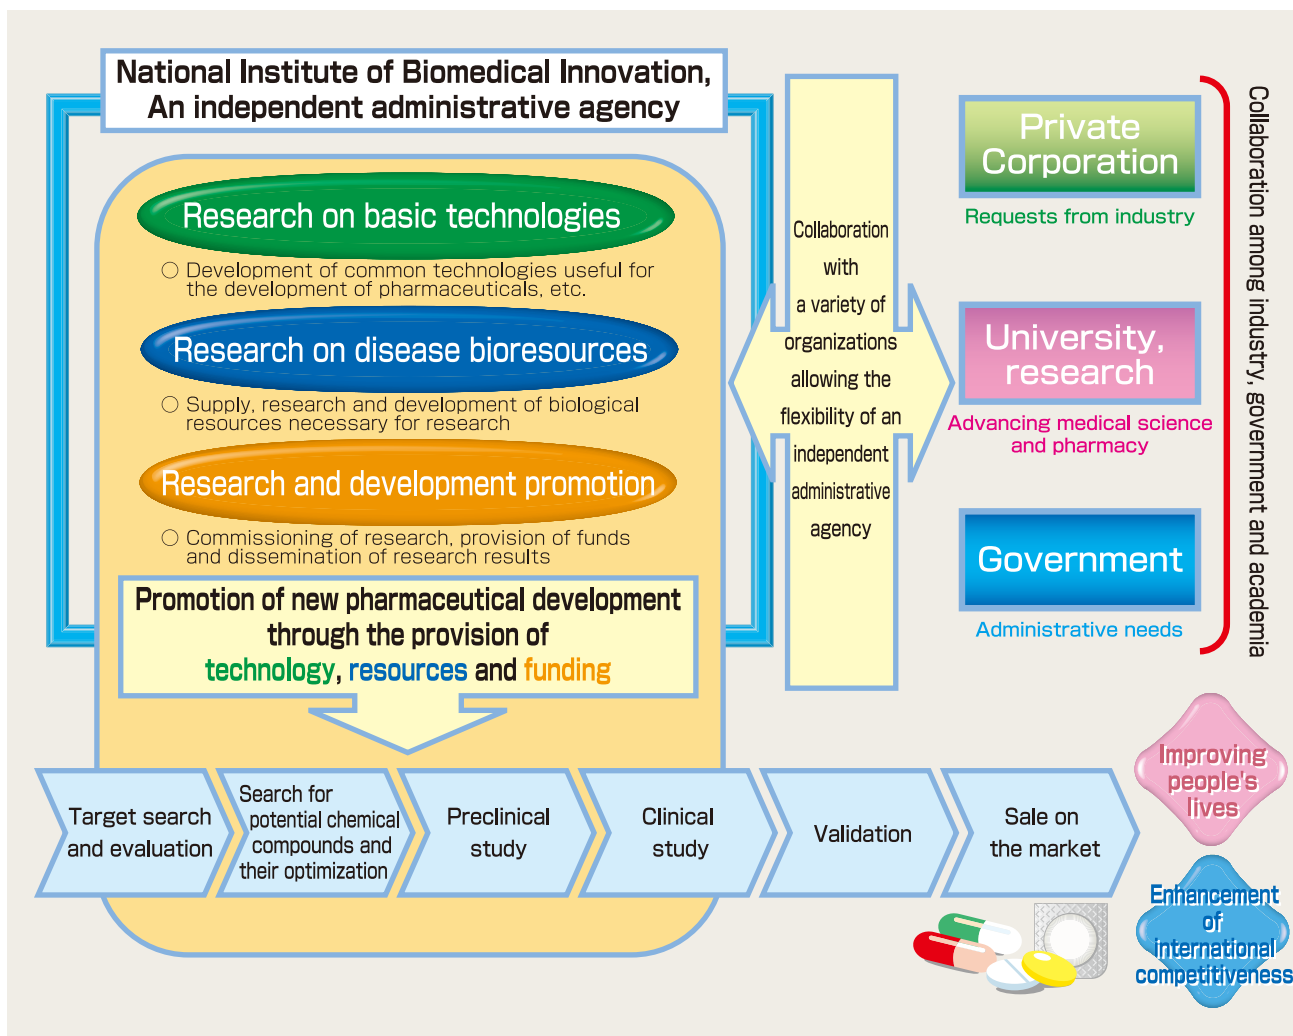 National Institute of Biomedical Innovation,
An independent administrative agency
Research on basic technologies
○ Development of common technologies useful for
the development of pharmaceuticals, etc.
Research on disease bioresources
○ Supply, research and development of biological
resources necessary for research
Research and development promotion
○ Commissioning of research, provision of funds
and dissemination of research results
Promotion of new pharmaceutical development
through the provision of
technology, resources and funding
Collaboration
with
a variety of
organizations
allowing the
flexibility of an
independent
administrative
agency
Private
Corporation
Requests from industry
University,
research
Advancing medical science
and pharmacy
Government
Administrative needs
Collaboration among industry, government and academia
Target search
and evaluation
Search for
potential chemical
compounds and
their optimization
Preclinical
study
Clinical
study
Validation
Sale on
the market
Improving
people's
lives
Enhancement
of
international
competitiveness